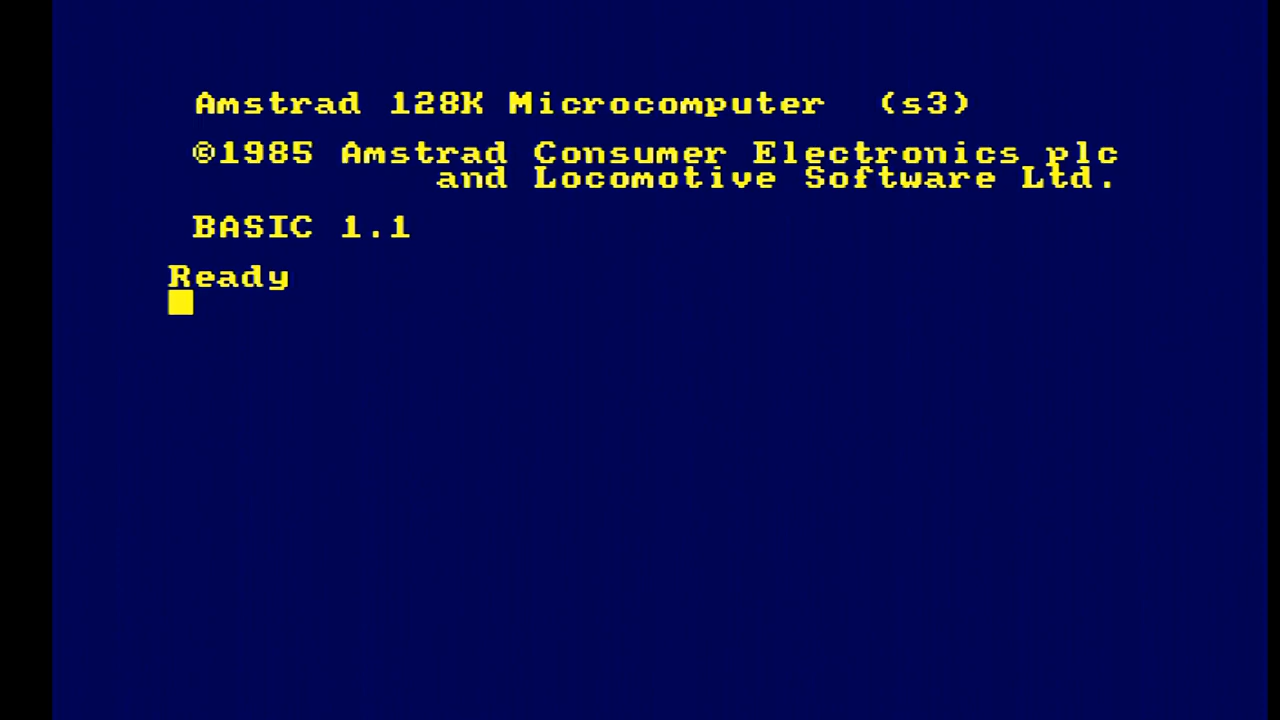 Amstrad 128K Microcomputer (s3)
©1985 Amstrad Consumer Electronics plc
and Locomotive Software Ltd.
BASIC 1.1
Ready